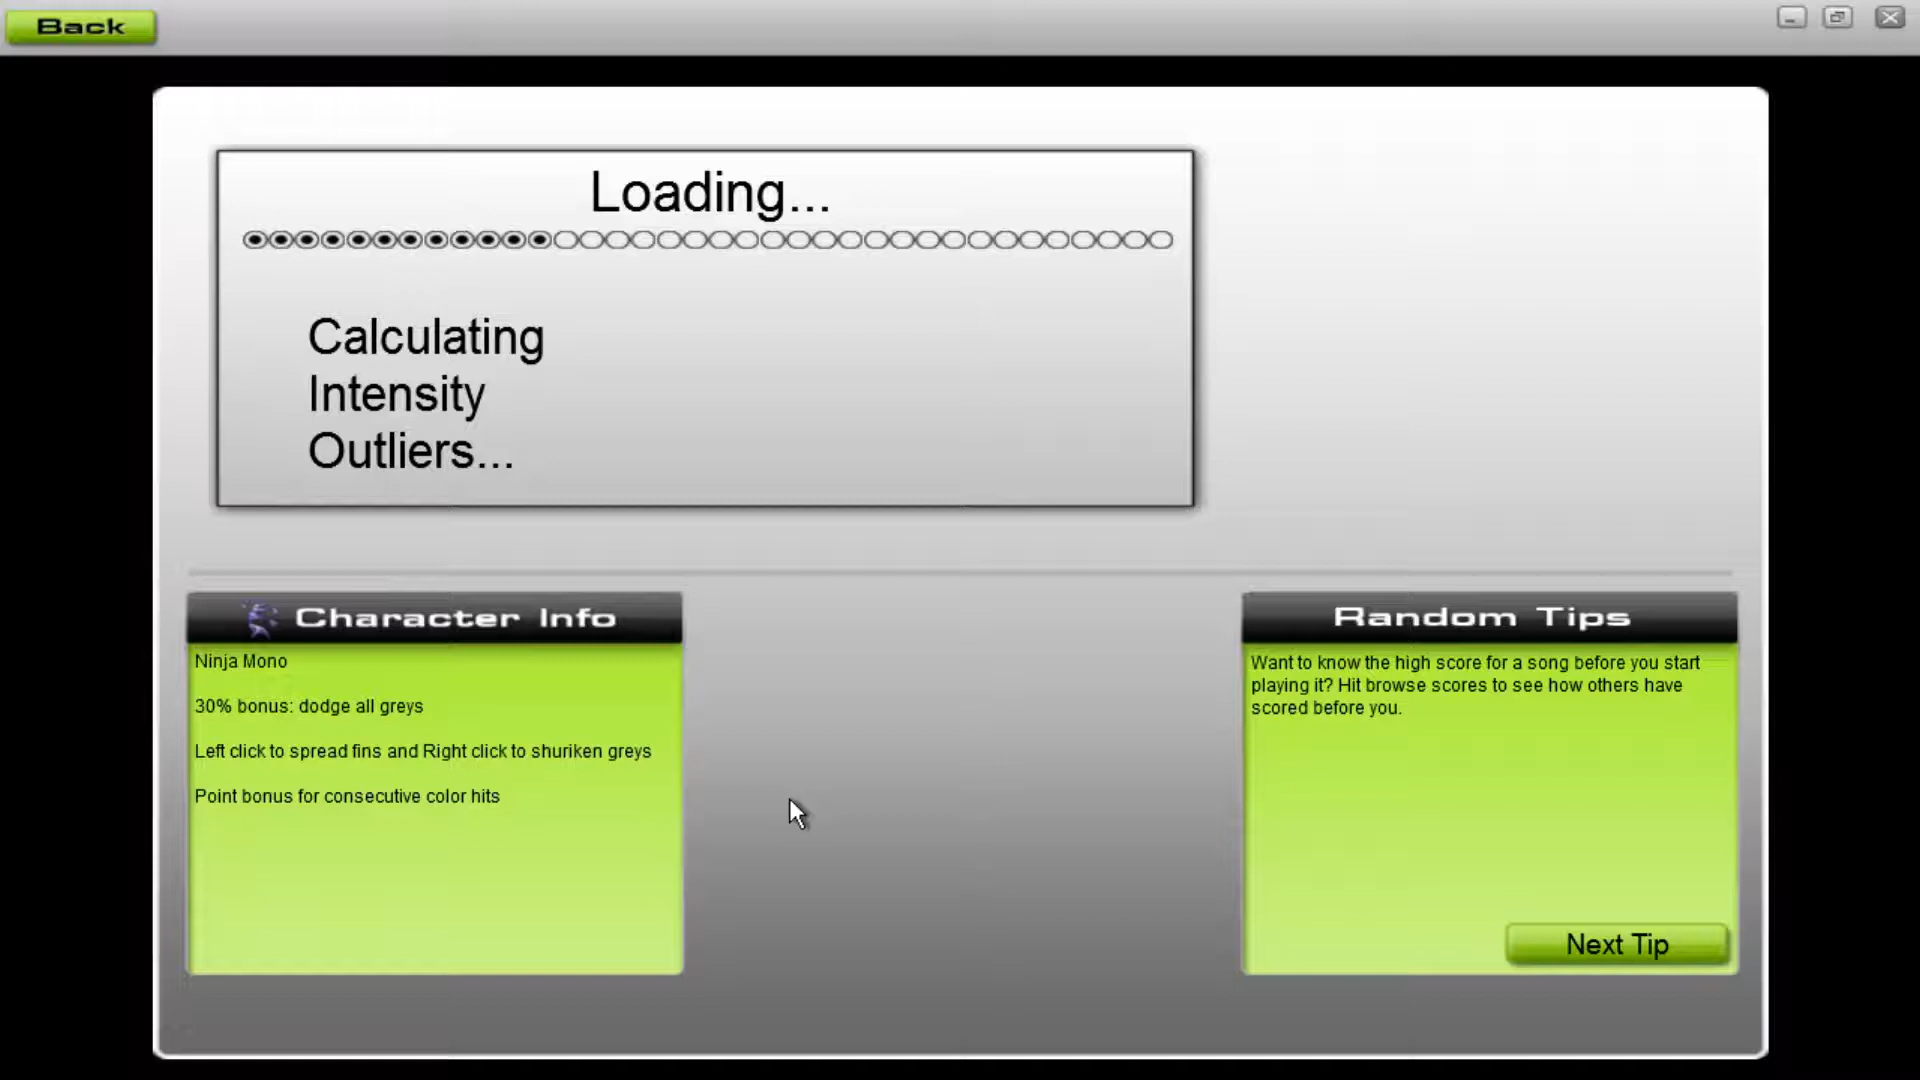 Back
Loading...
Calculating
Intensity
Outliers...
Character Info
Ninja Mono
30% bonus: dodge all greys
Left click to spread fins and Right click to shuriken greys
Point bonus for consecutive color hits
Random Tips
Want to know the high score for a song before you start
playing it? Hit browse scores to see how others have
scored before you.
Next Tip